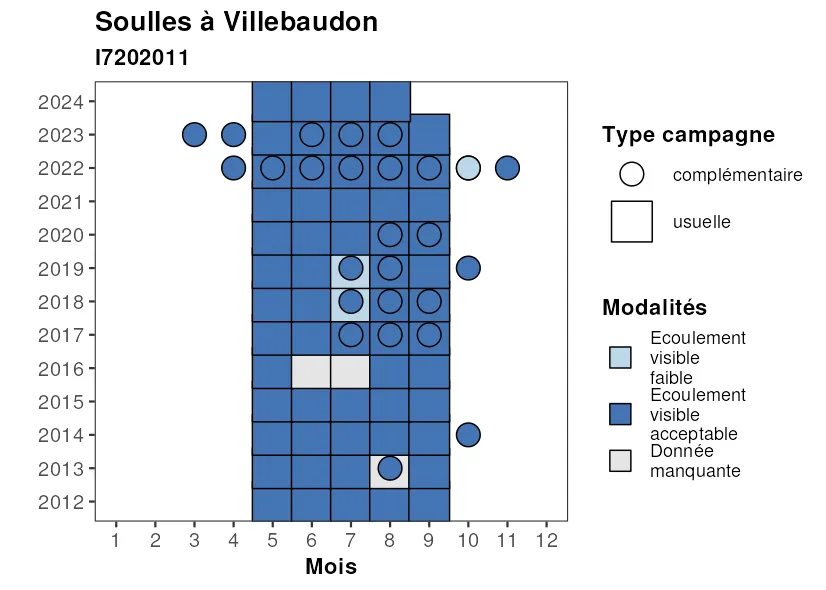 Soulles à Villebaudon
I7202011
2024
2023
2022
2021
2020
2019
2018
2017
2016
2015
2014
2013
2012
1 2 3 4 5 6 7 8 9 10 11 12
Mois
Type campagne
complémentaire
usuelle
Modalités
Ecoulement
visible
faible
Ecoulement
visible
acceptable
Donnée
manquante